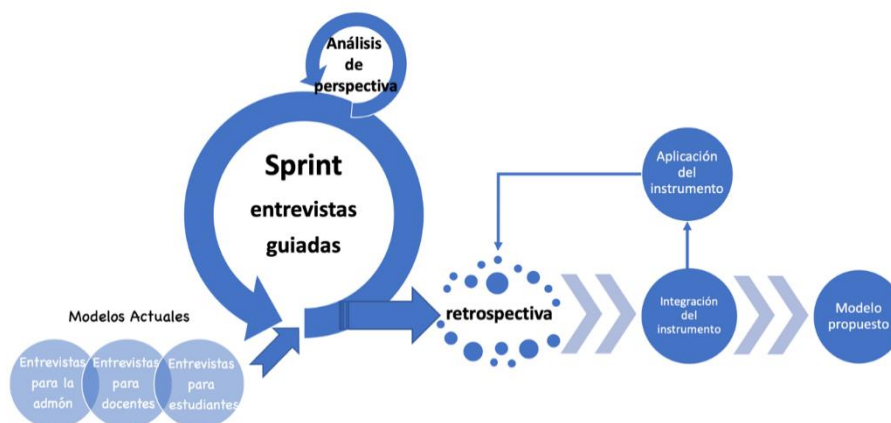 Análisis
de
perspectiva
Sprint
entrevistas
guiadas
Modelos Actuales
Entrevistas
para la
admón
Entrevistas
para
docentes
Entrevistas
para
estudiantes
retrospectiva
Aplicación
del
instrumento
Integración
del
instrumento
Modelo
propuesto